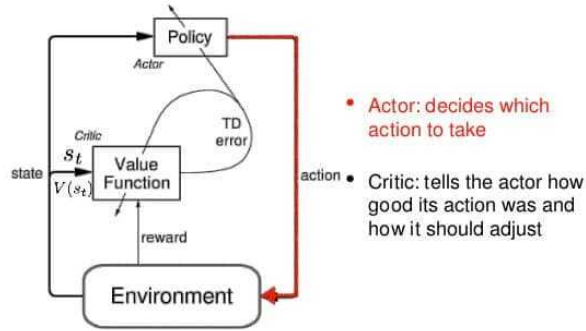 Policy
Actor
TD
error
Critic
s_t
Value
Function
state
V(s_t)
action
reward
Environment
• Actor: decides which
action to take
• Critic: tells the actor how
good its action was and
how it should adjust